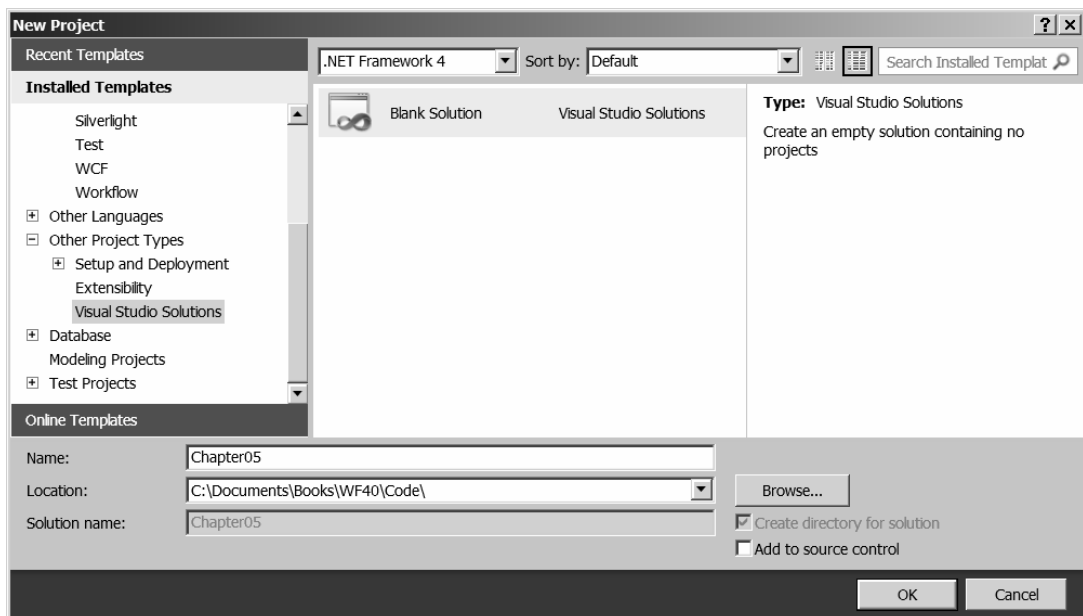 New Project
Recent Templates
.NET Framework 4
Sort by: Default
Search Installed Templat
Installed Templates
Silverlight
Test
WCF
Workflow
Other Languages
Other Project Types
Setup and Deployment
Extensibility
Visual Studio Solutions
Database
Modeling Projects
Test Projects
Online Templates
Blank Solution Visual Studio Solutions
Type: Visual Studio Solutions
Create an empty solution containing no
projects
Name: Chapter05
Location: C:\Documents\Books\WF40\Code\
Browse...
Solution name: Chapter05
Create directory for solution
Add to source control
OK Cancel